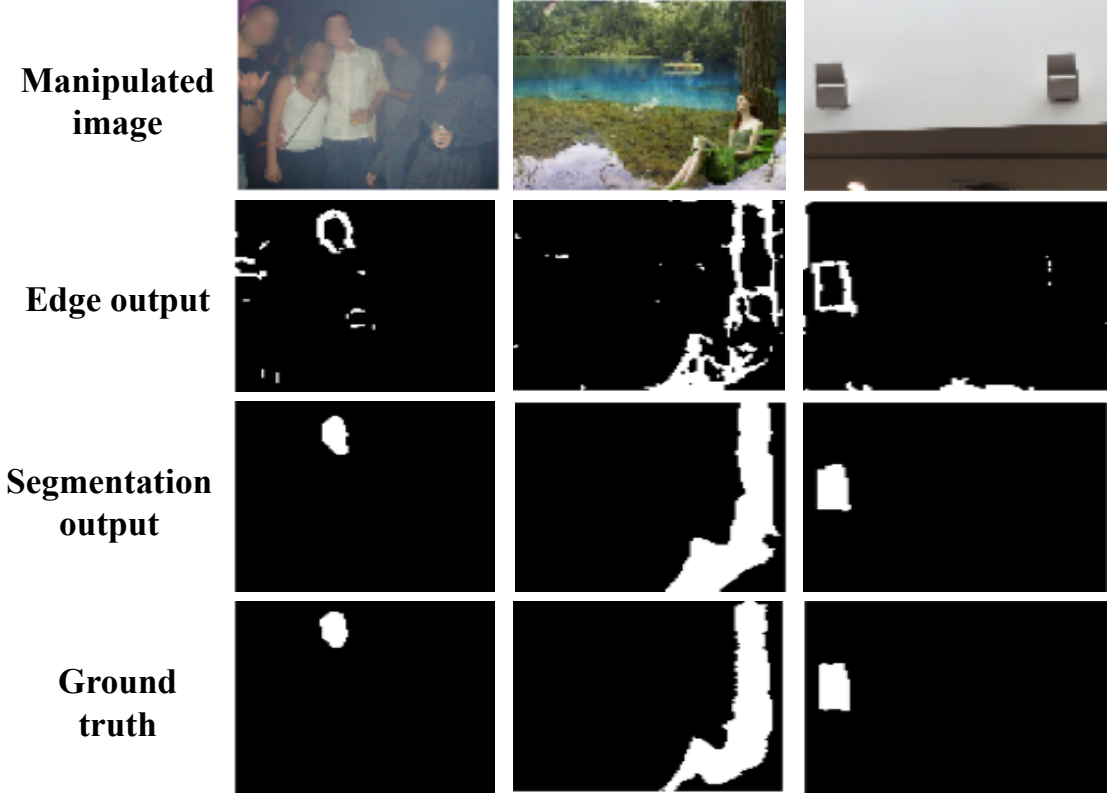 Manipulated
image
Edge output
Segmentation
output
Ground
truth